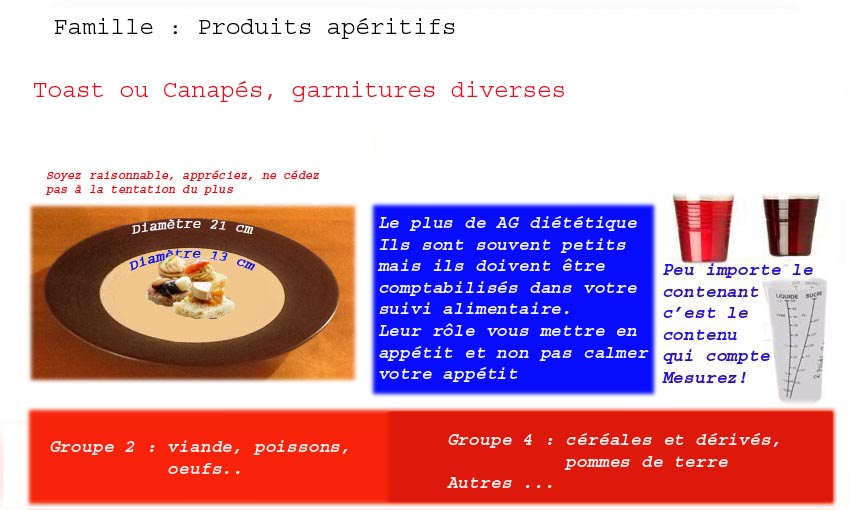 Famille : Produits apéritifs
Toast ou Canapés, garnitures diverses
Soyez raisonnable, appréciez, ne cédez
pas à la tentation du plus
Diamètre 21 cm
Diamètre 13 cm
Le plus de AG diététique
Ils sont souvent petits
mais ils doivent être
comptabilisés dans votre
suivi alimentaire.
Leur rôle vous mettre en
appétit et non pas calmer
votre appétit
Peu importe le
contenant
c'est le
contenu
qui compte
Mesurez!
LIQUIDE SUCRE
Groupe 2 : viande, poissons,
oeufs..
Groupe 4 : céréales et dérivés,
pommes de terre
Autres ...